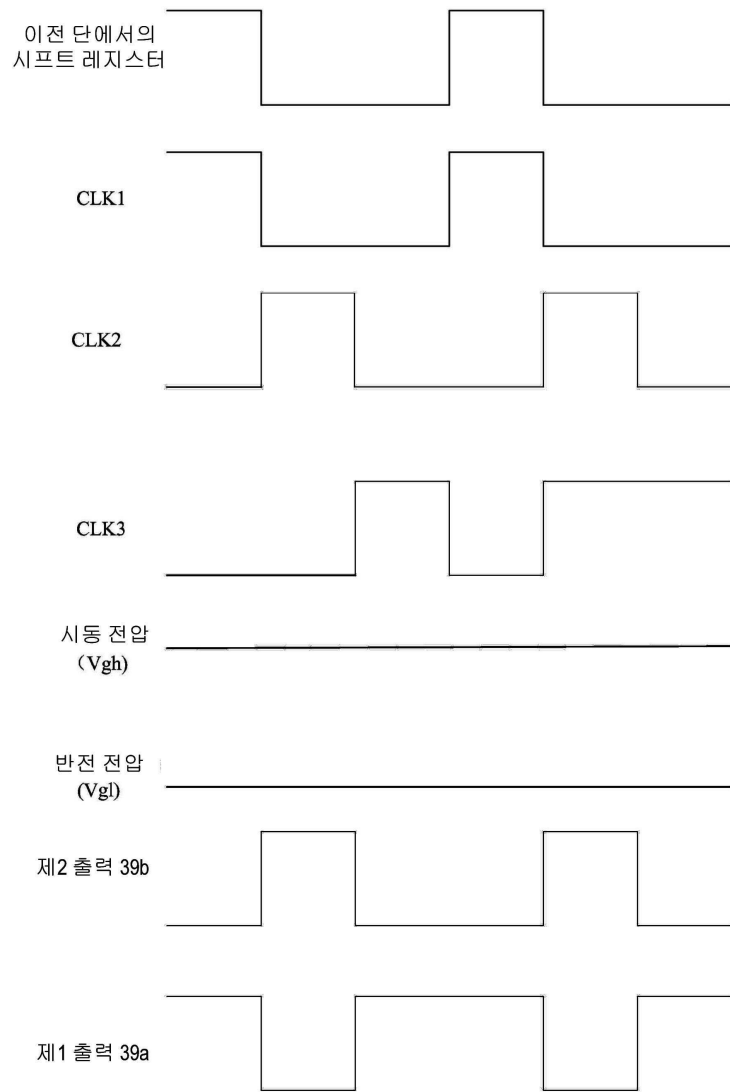 이전 단에서의
시프트 레지스터
CLK1
CLK2
CLK3
시동 전압
(Vgh)
반전 전압
(Vgl)
제2 출력 39b
제1 출력 39a